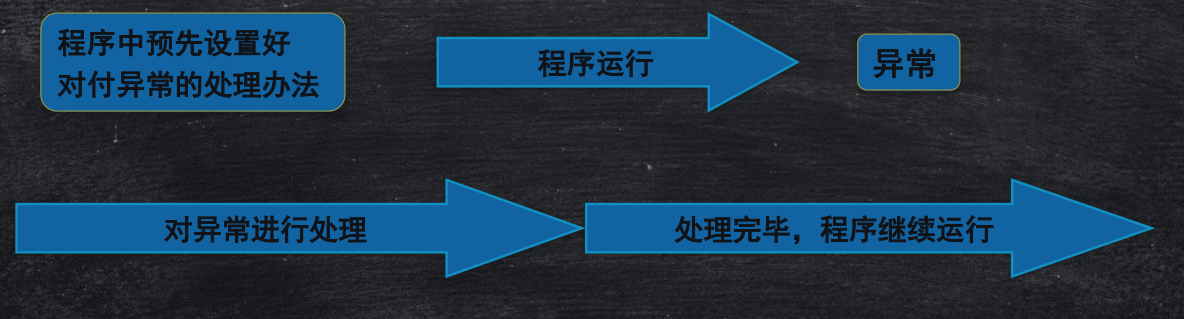 程序中预先设置好
对付异常的处理办法
程序运行
异常
对异常进行处理
处理完毕，程序继续运行